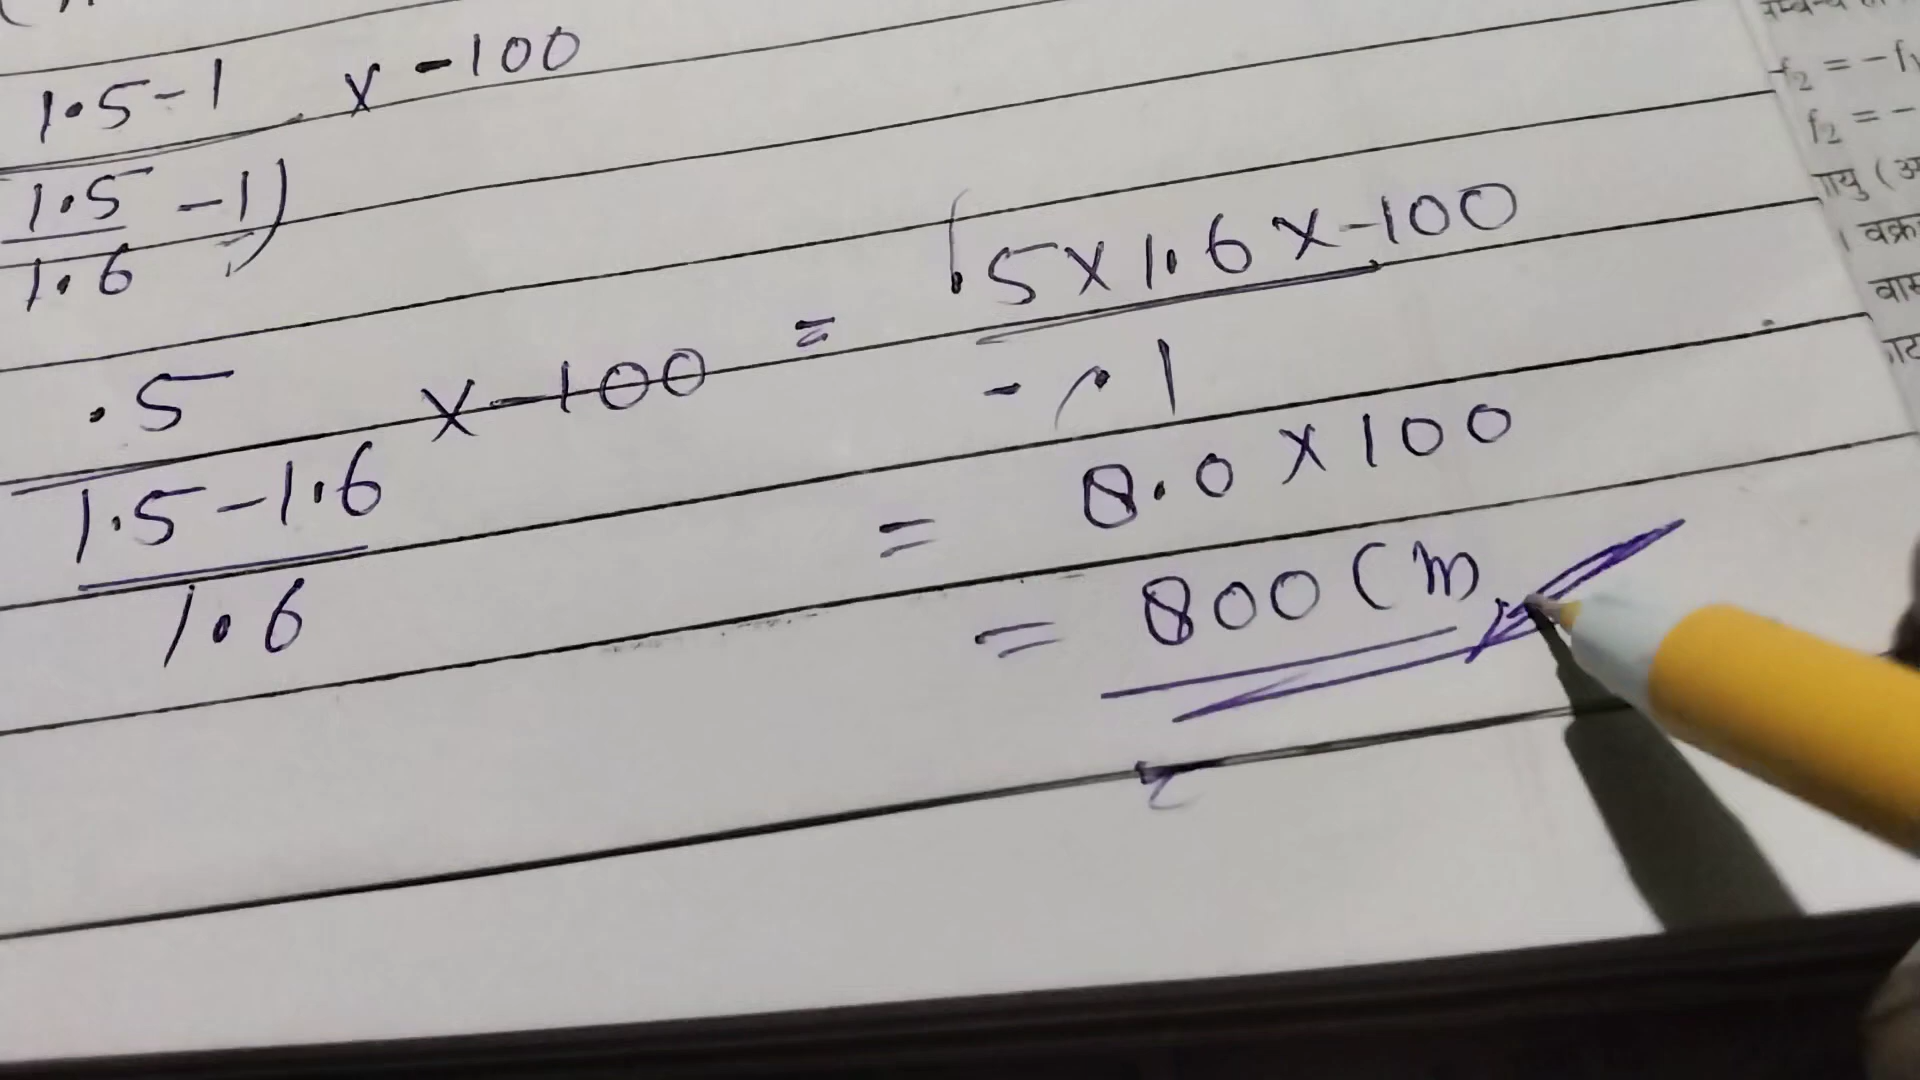 1.5-1 x -100
1.5 -1)
1.6
.5 x -100 = .5x1.6x-100
1.5-1.6 - .1
1.6
= 8.0 x 100
= 800 Cm
f2 = -f1
f2 = -